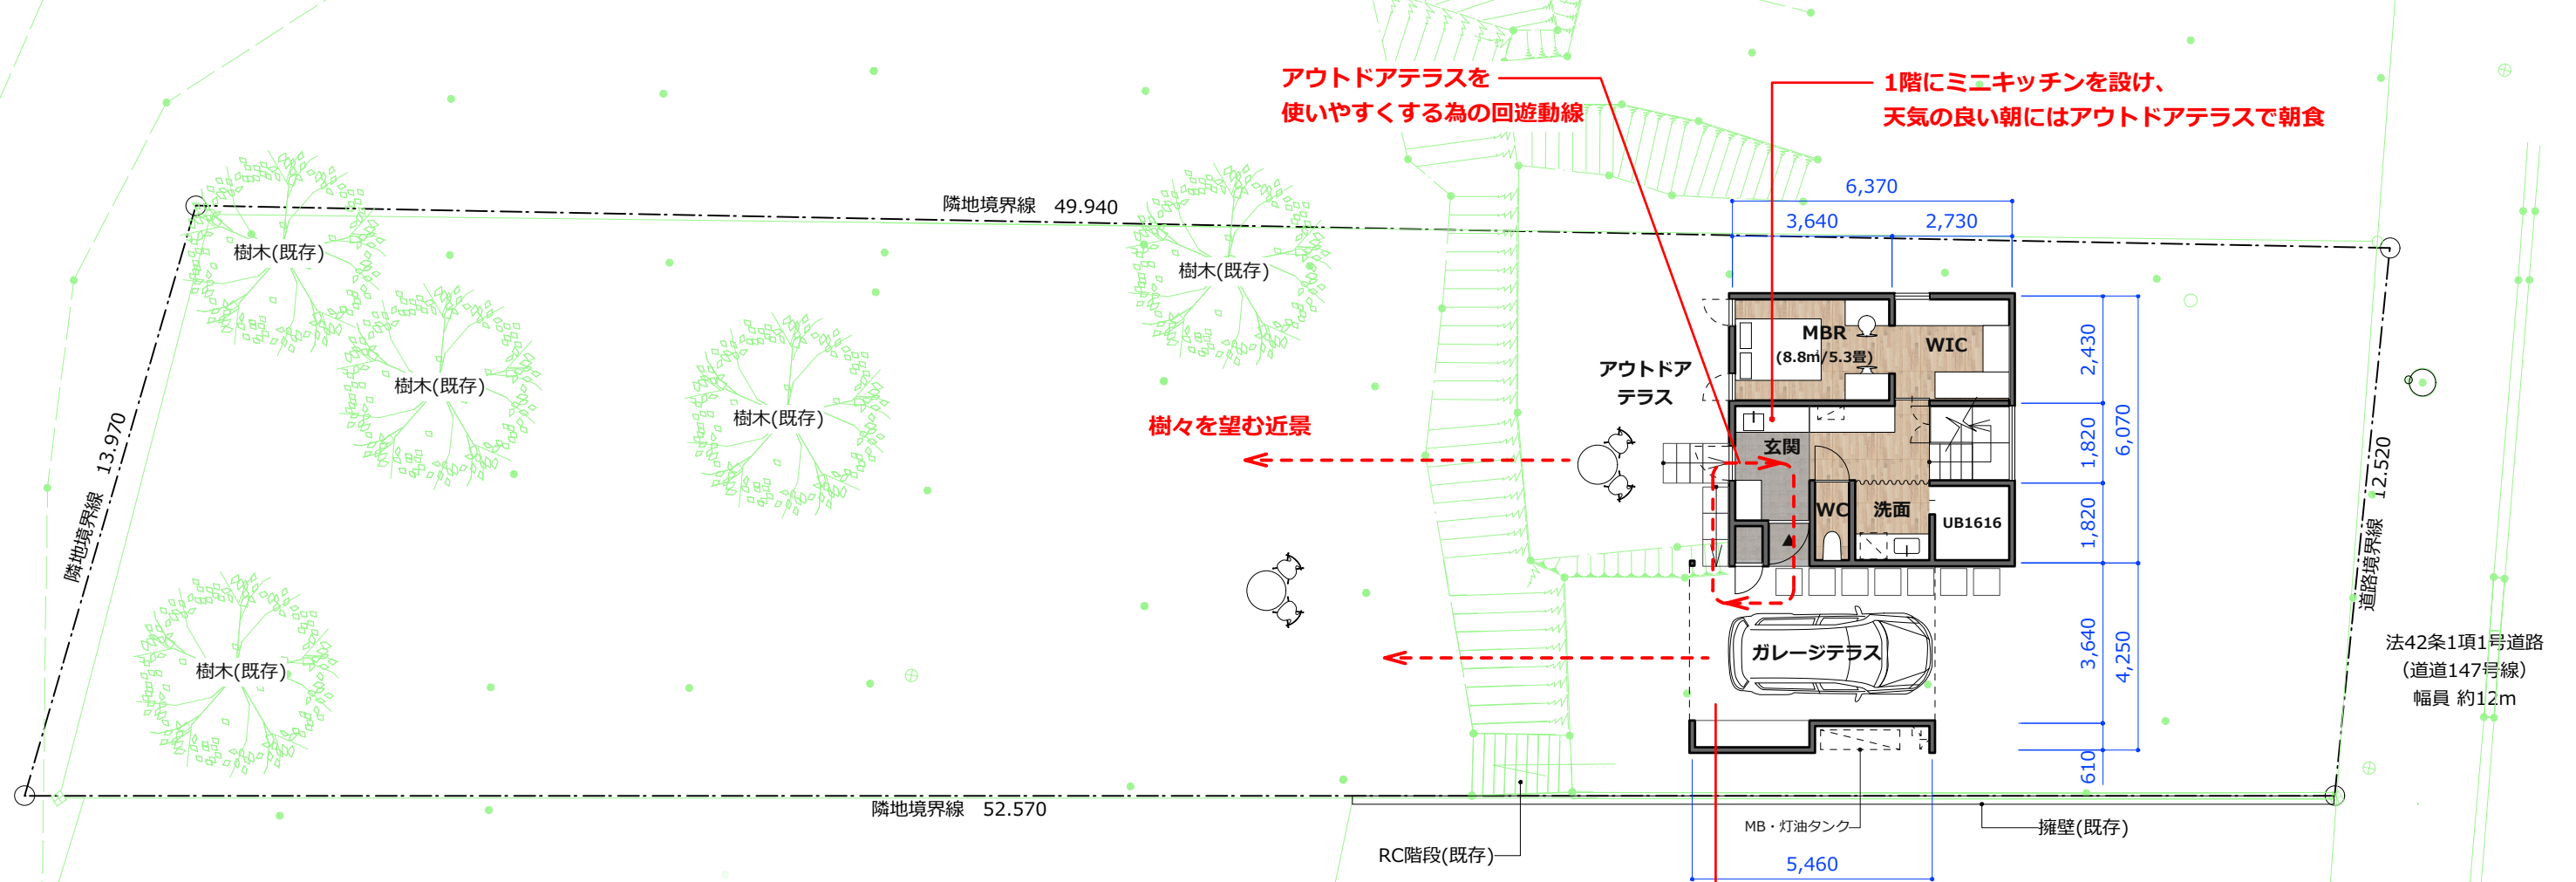 アウトドアテラスを
使いやすくする為の回遊動線
1階にミニキッチンを設け、
天気の良い朝にはアウトドアテラスで朝食
6,370
3,640
2,730
隣地境界線 49.940
樹木(既存)
樹木(既存)
樹木(既存)
樹木(既存)
樹木(既存)
隣地境界線 13.970
樹々を望む近景
アウトドア
テラス
MBR
(8.8㎡/5.3畳)
WIC
玄関
WC
洗面
UB1616
ガレージテラス
2,430
1,820
1,820
6,070
3,640
4,250
610
道路境界線 12.520
法42条1項1号道路
（道道147号線）
幅員 約12m
隣地境界線 52.570
RC階段(既存)
MB・灯油タンク
擁壁(既存)
5,460